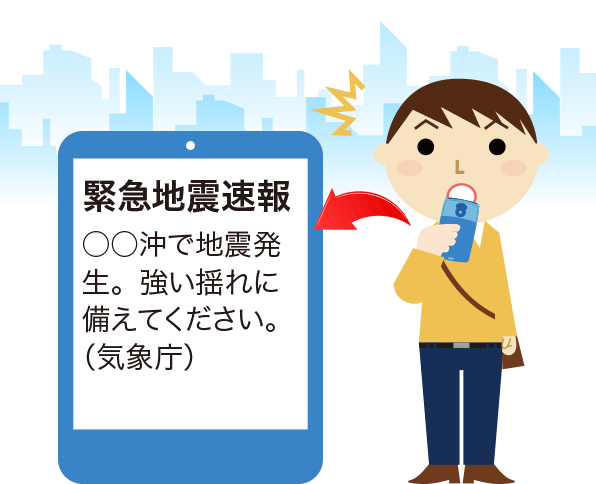 緊急地震速報
○○沖で地震発
生。強い揺れに
備えてください。
（気象庁）